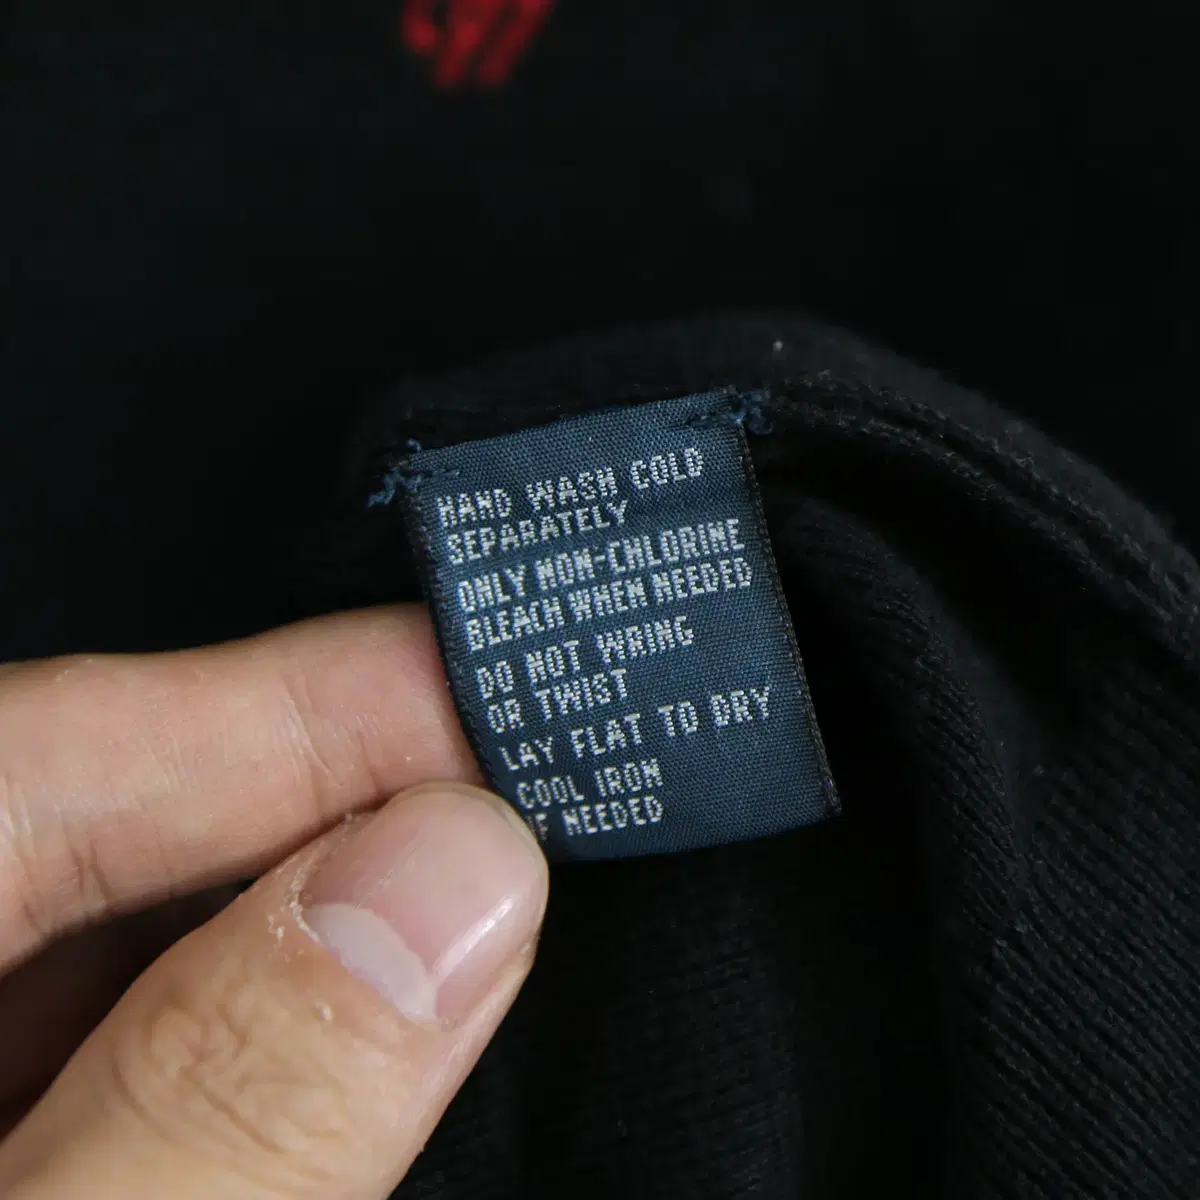 HAND WASH COLD
SEPARATELY
ONLY NON-CHLORINE
BLEACH WHEN NEEDED
DO NOT WRING
OR TWIST
LAY FLAT TO DRY
COOL IRON
IF NEEDED